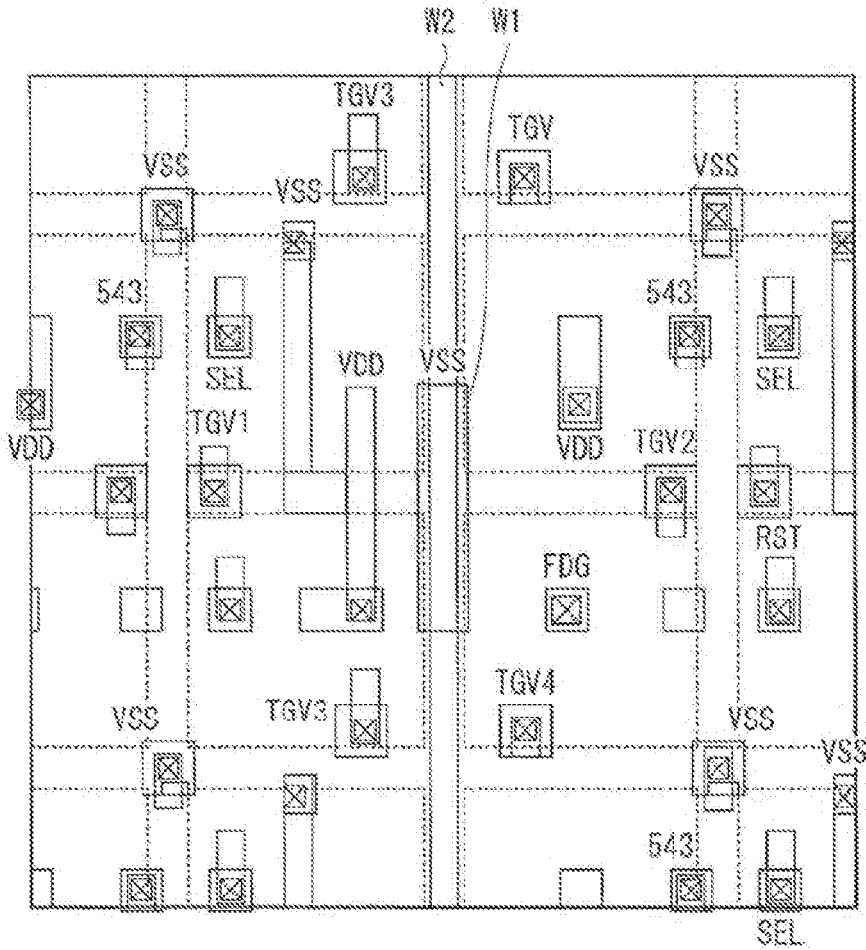 W2 W1
TGV3 TGV
VSS VSS VSS
543 543
SEL SEL
VDD VSS
VDD VDD
TGV1 TGV2
RST
FDG
TGV3 TGV4
VSS VSS
VSS
543
SEL